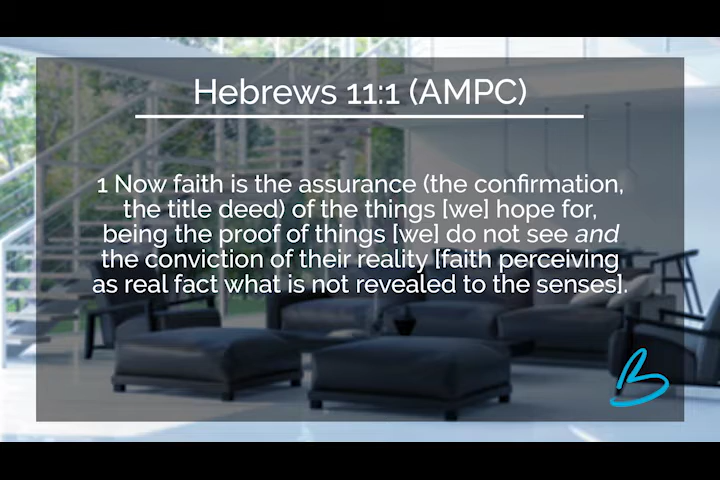 Hebrews 11:1 (AMPC)
1 Now faith is the assurance (the confirmation,
the title deed) of the things [we] hope for,
being the proof of things [we] do not see and
the conviction of their reality [faith perceiving
as real fact what is not revealed to the senses].